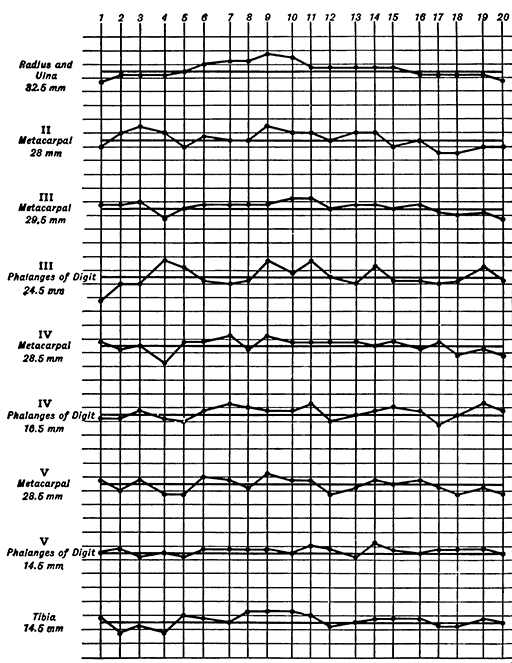 1 2 3 4 5 6 7 8 9 10 11 12 13 14 15 16 17 18 19 20
Radius and
Ulna
32.5 mm
II
Metacarpal
28 mm
III
Metacarpal
29.5 mm
III
Phalanges of Digit
24.5 mm
IV
Metacarpal
28.5 mm
IV
Phalanges of Digit
16.5 mm
V
Metacarpal
28.5 mm
V
Phalanges of Digit
14.5 mm
Tibia
14.5 mm